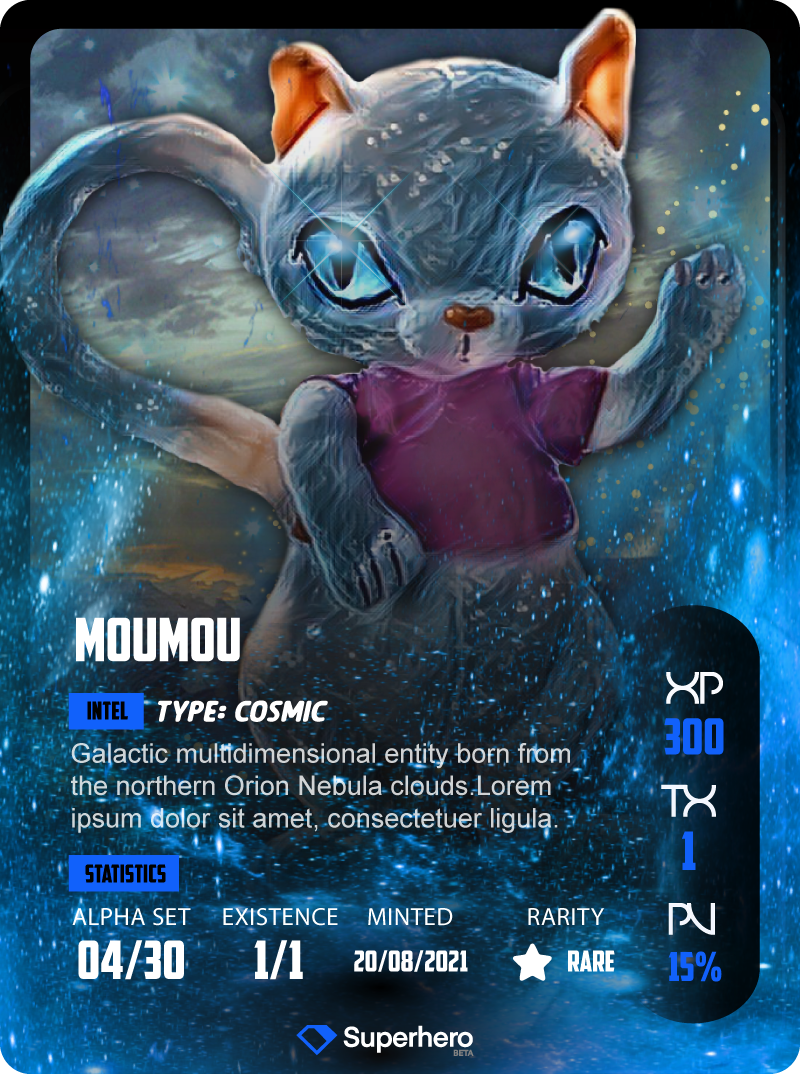 MOUMOU
INTEL TYPE: COSMIC
Galactic multidimensional entity born from
the northern Orion Nebula clouds.Lorem
ipsum dolor sit amet, consectetuer ligula.
STATISTICS
ALPHA SET EXISTENCE MINTED RARITY
04/30 1/1 20/08/2021 RARE
XP
300
TX
1
PV
15%
Superhero
BETA